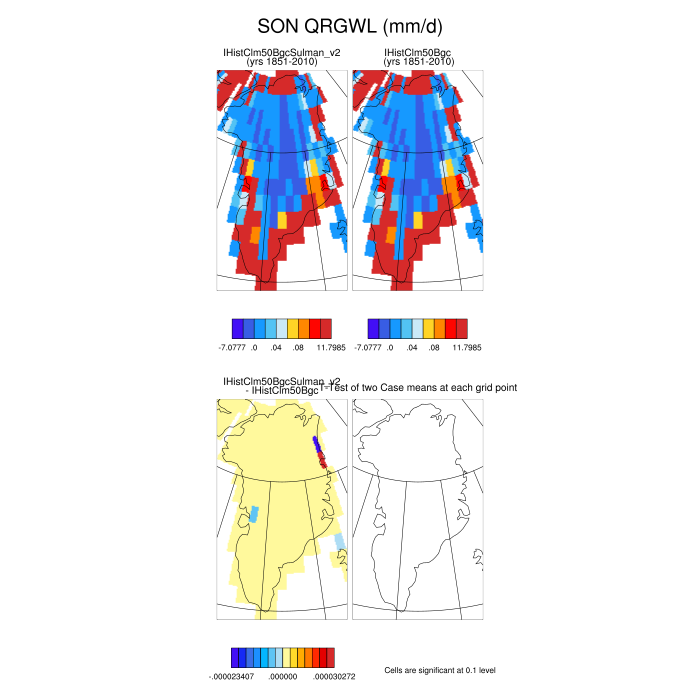 SON QRGWL (mm/d)
IHistClm50BgcSulman_v2
(yrs 1851-2010)
IHistClm50Bgc
(yrs 1851-2010)
-7.0777 .0 .04 .08 11.7985
-7.0777 .0 .04 .08 11.7985
IHistClm50BgcSulman_v2
- IHistClm50Bgc
T-Test of two Case means at each grid point
-.000023407 .000000 .000030272
Cells are significant at 0.1 level